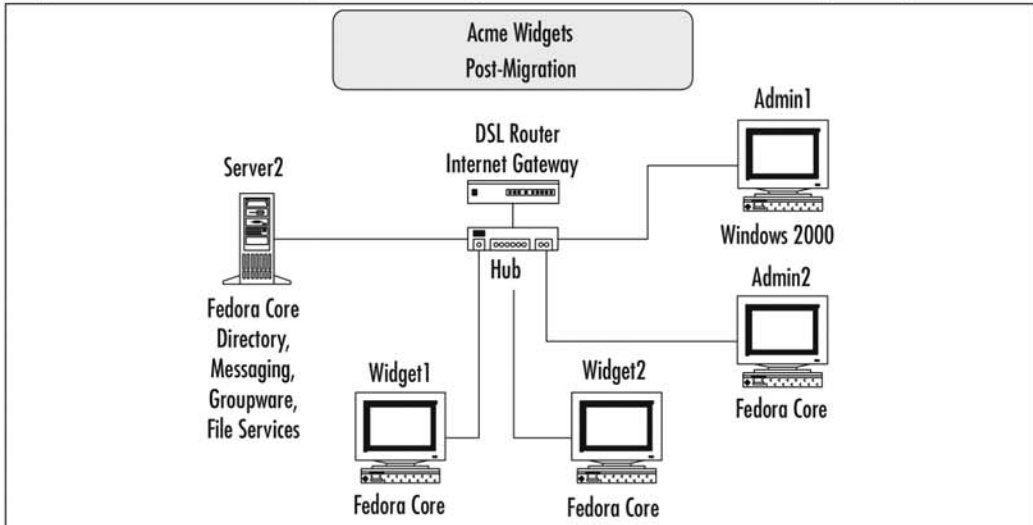 Acme Widgets
Post-Migration
DSL Router
Internet Gateway
Hub
Server2
Fedora Core
Directory,
Messaging,
Groupware,
File Services
Widget1
Fedora Core
Widget2
Fedora Core
Admin1
Windows 2000
Admin2
Fedora Core